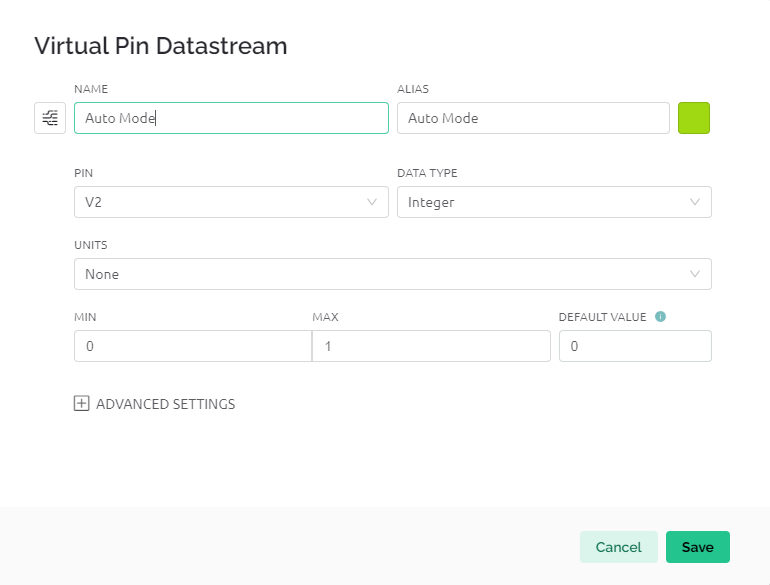 Virtual Pin Datastream
NAME ALIAS
Auto Mode Auto Mode
PIN DATA TYPE
V2 Integer
UNITS
None
MIN MAX DEFAULT VALUE i
0 1 0
ADVANCED SETTINGS
Cancel Save